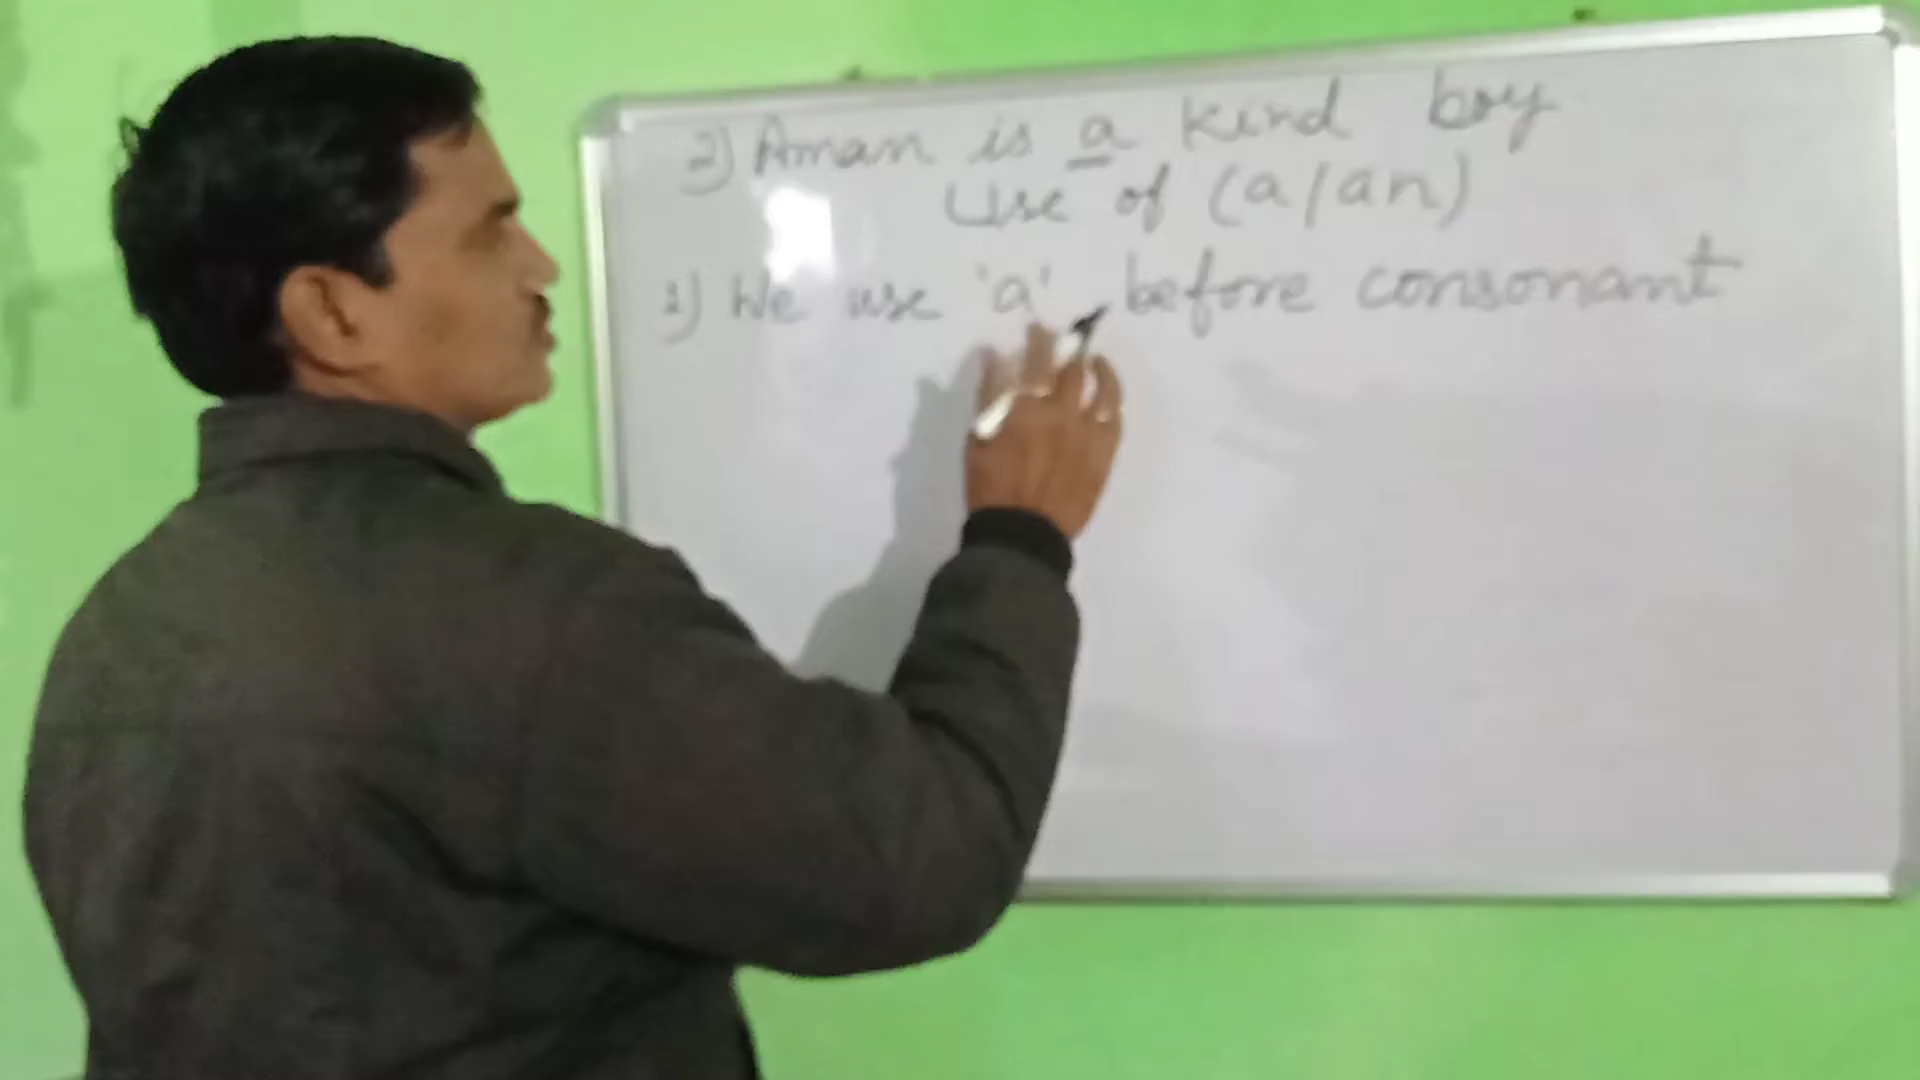 2) Aman is a kind boy
Use of (a/an)
1) We use 'a' before consonant